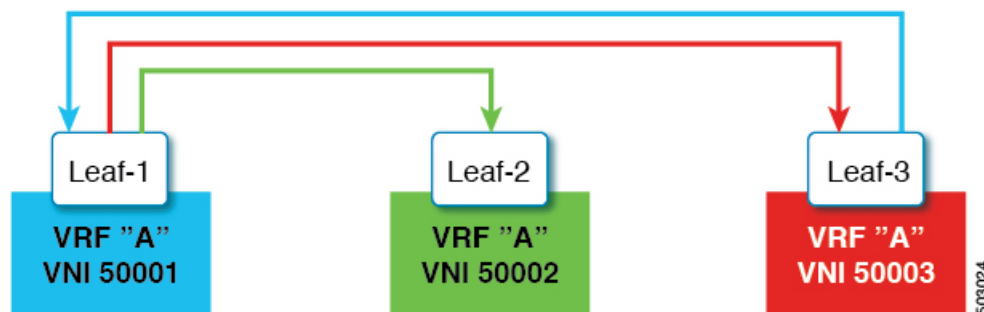 Leaf-1
VRF ”A”
VNI 50001
Leaf-2
VRF ”A”
VNI 50002
Leaf-3
VRF ”A”
VNI 50003
503024